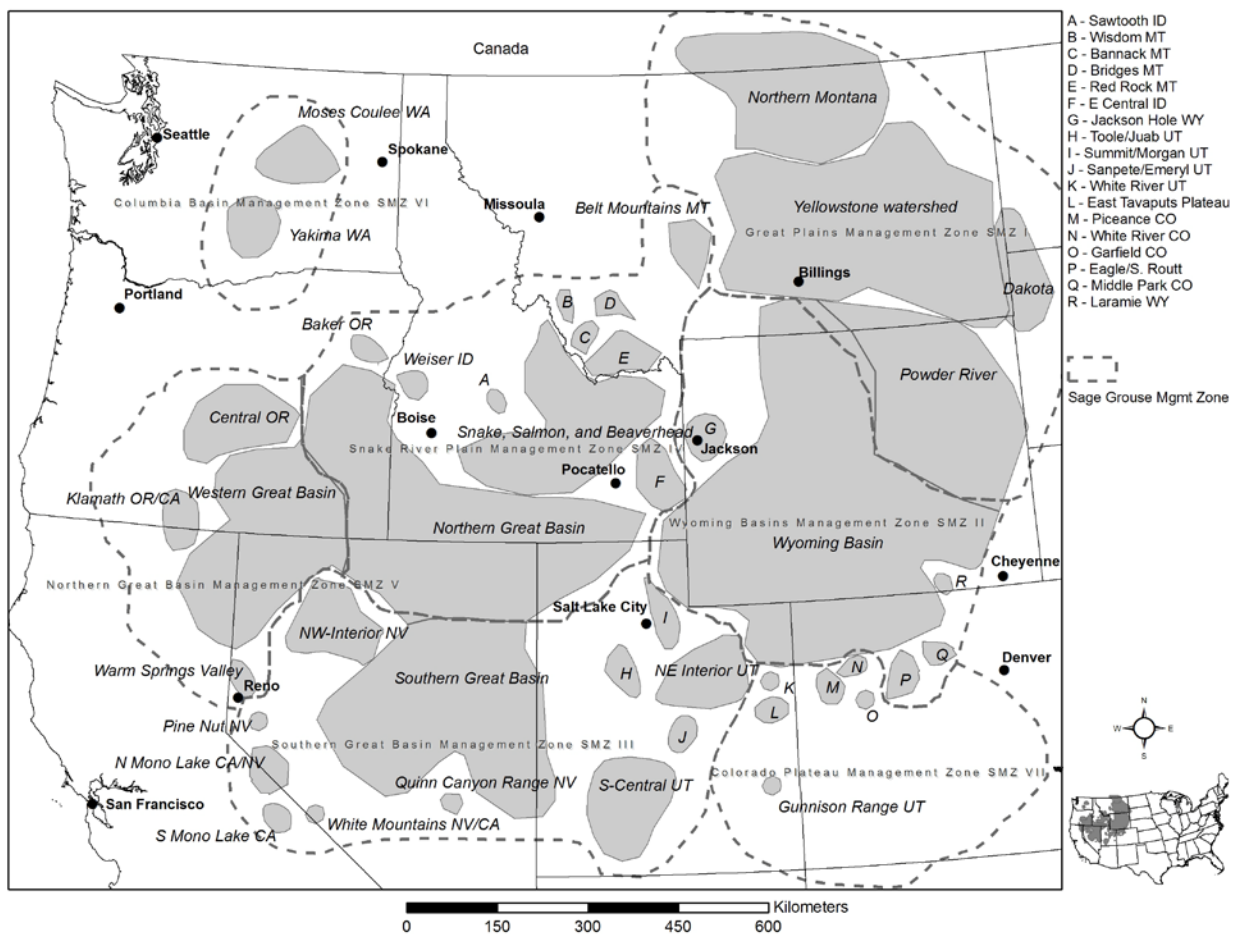 Canada
A - Sawtooth ID
B - Wisdom MT
C - Bannack MT
D - Bridges MT
E - Red Rock MT
F - E Central ID
G - Jackson Hole WY
H - Toole/Juab UT
I - Summit/Morgan UT
J - Sanpete/Emeryl UT
K - White River UT
L - East Tavaputs Plateau
M - Piceance CO
N - White River CO
O - Garfield CO
P - Eagle/S. Routt
Q - Middle Park CO
R - Laramie WY
Sage Grouse Mgmt Zone
Northern Montana
Moses Coulee WA
Seattle
Spokane
Columbia Basin Management Zone SMZ VI
Missoula
Belt Mountains MT
Yellowstone watershed
Great Plains Management Zone SMZ I
Yakima WA
Billings
Dakota
Portland
B
D
Baker OR
C
E
Weiser ID
A
Powder River
Central OR
Boise
Snake, Salmon, and Beaverhead
G
Jackson
Snake River Plain Management Zone SMZ IV
Pocatello
F
Klamath OR/CA
Western Great Basin
Northern Great Basin
Wyoming Basins Management Zone SMZ II
Wyoming Basin
Cheyenne
R
Northern Great Basin Management Zone SMZ V
Salt Lake City
I
NW-Interior NV
Denver
Q
Warm Springs Valley
Reno
Southern Great Basin
H
NE Interior UT
K
M
N
P
O
L
Pine Nut NV
J
Southern Great Basin Management Zone SMZ III
N Mono Lake CA/NV
Quinn Canyon Range NV
S-Central UT
Colorado Plateau Management Zone SMZ VII
Gunnison Range UT
San Francisco
S Mono Lake CA
White Mountains NV/CA
N
W
E
S
Kilometers
0 150 300 450 600